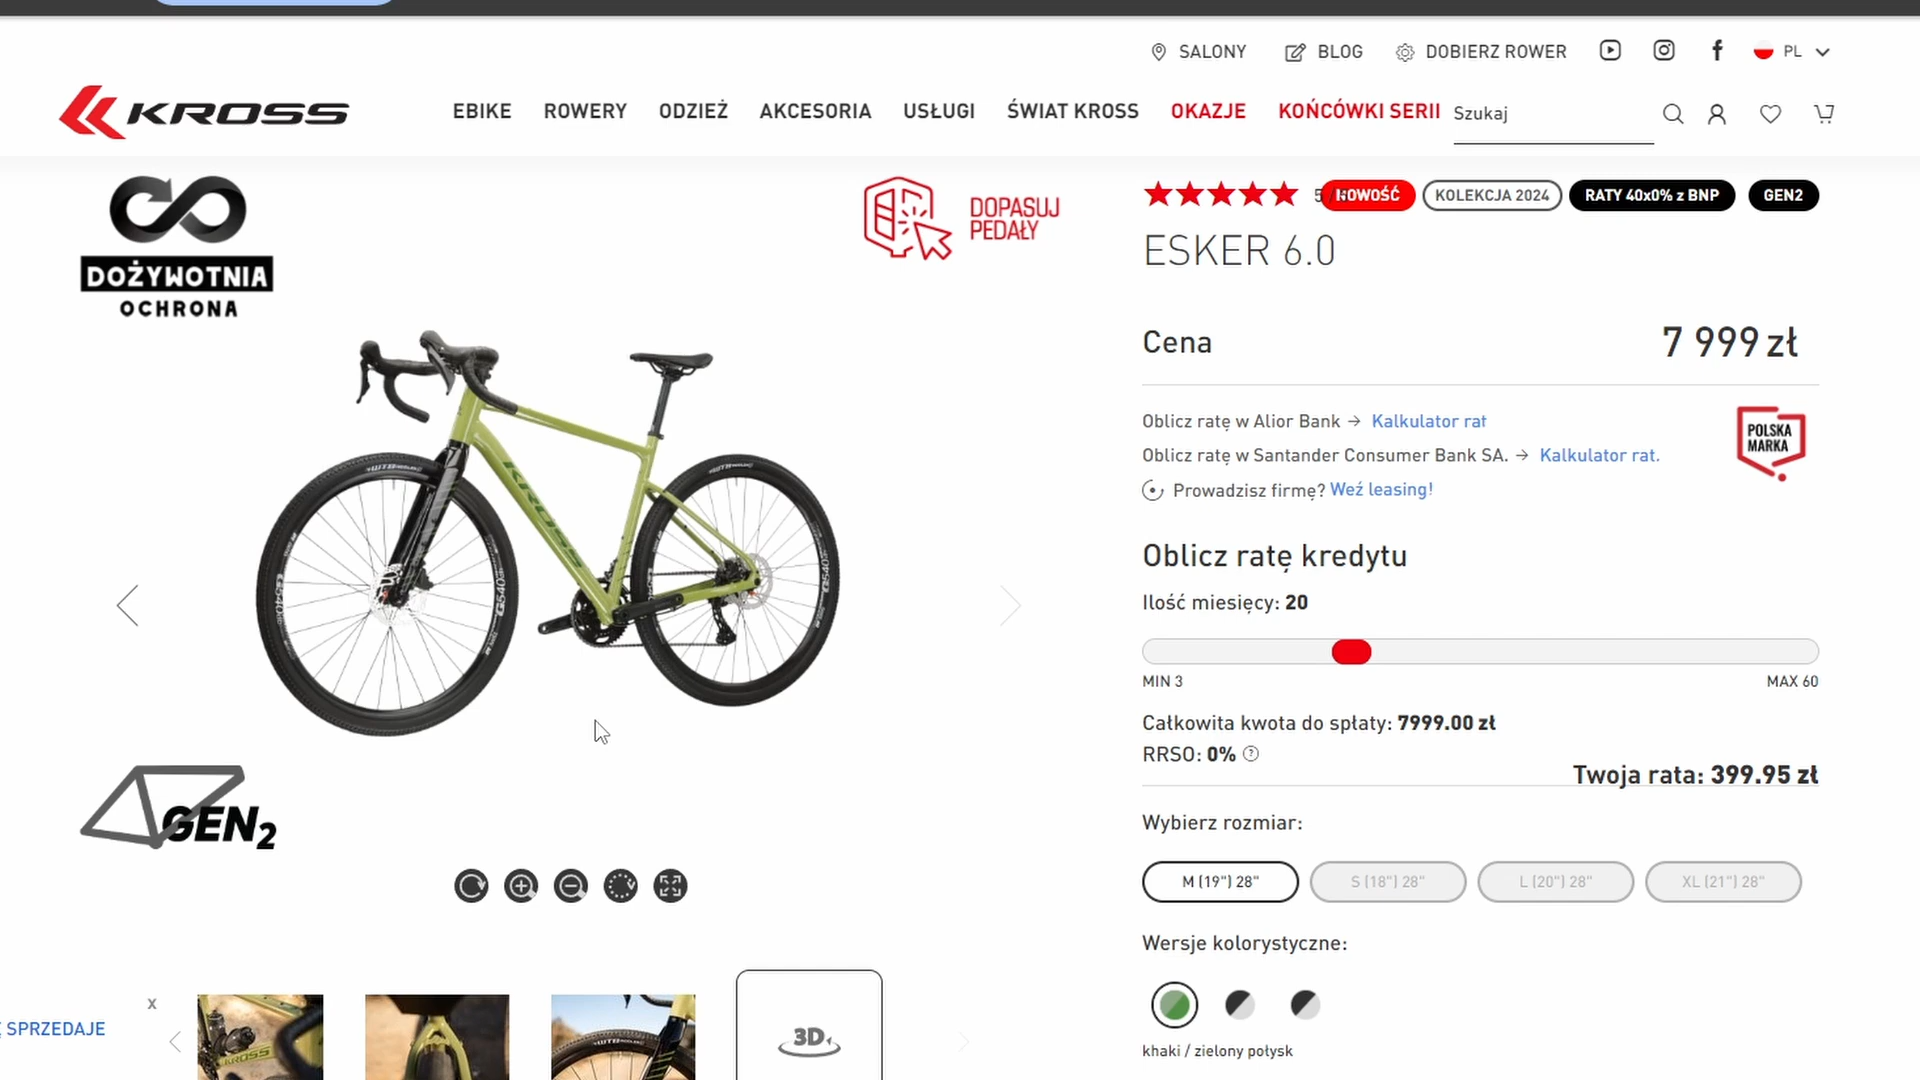 SALONY
BLOG
DOBIERZ ROWER
PL
KROSS
EBIKE
ROWERY
ODZIEŻ
AKCESORIA
USŁUGI
ŚWIAT KROSS
OKAZJE
KOŃCÓWKI SERII
Szukaj
DOŻYWOTNIA
OCHRONA
DOPASUJ
PEDAŁY
KROSS
GEN2
NOWOŚĆ
KOLEKCJA 2024
RATY 40x0% z BNP
GEN2
ESKER 6.0
Cena
7 999 zł
Oblicz ratę w Alior Bank → Kalkulator rat
Oblicz ratę w Santander Consumer Bank SA. → Kalkulator rat.
Prowadzisz firmę? Weź leasing!
POLSKA
MARKA
Oblicz ratę kredytu
Ilość miesięcy: 20
MIN 3
MAX 60
Całkowita kwota do spłaty: 7999.00 zł
RRSO: 0% ?
Twoja rata: 399.95 zł
Wybierz rozmiar:
M (19") 28"
S (18") 28"
L (20") 28"
XL (21") 28"
Wersje kolorystyczne:
khaki / zielony połysk
x
SPRZEDAJE
KROSS
3D